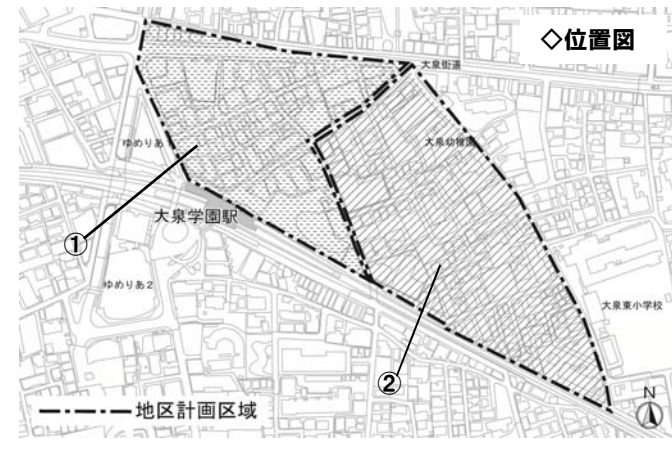 ◇位置図
大泉街道
ゆめりあ
大泉幼稚園
大泉学園駅
①
ゆめりあ2
大泉東小学校
②
地区計画区域
N